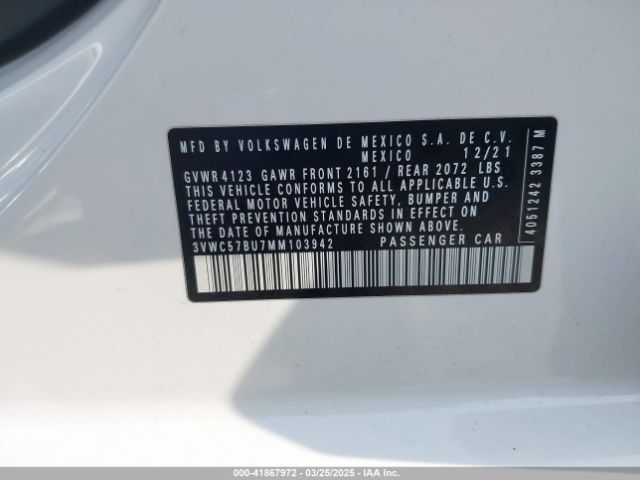 MFD BY VOLKSWAGEN DE MEXICO S.A. DE C.V.
MEXICO 12/21
GVWR 4123 GAWR FRONT 2161 / REAR 2072 LBS
THIS VEHICLE CONFORMS TO ALL APPLICABLE U.S.
FEDERAL MOTOR VEHICLE SAFETY, BUMPER AND
THEFT PREVENTION STANDARDS IN EFFECT ON
THE DATE OF MANUFACTURE SHOWN ABOVE.
3VWC57BU7MM103942 PASSENGER CAR
4051242 3387 M
000-41867972 — 03/25/2025 — IAA Inc.